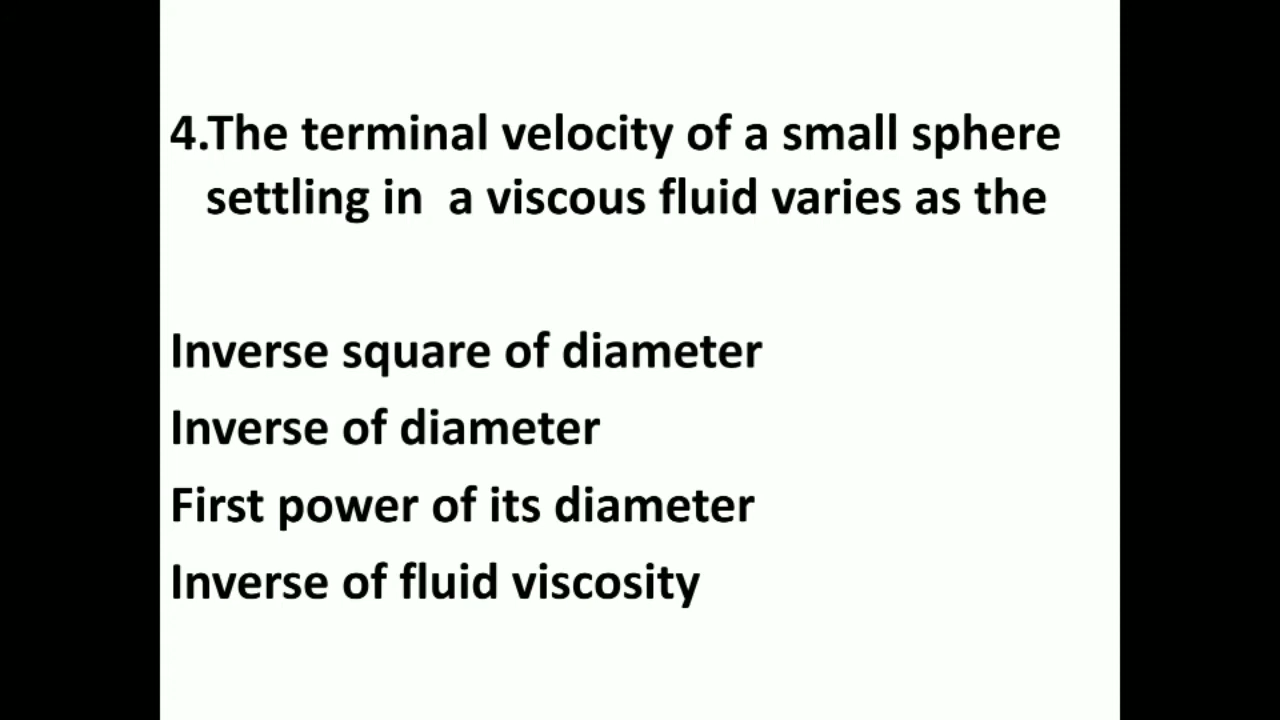 4.The terminal velocity of a small sphere
settling in  a viscous fluid varies as the
Inverse square of diameter
Inverse of diameter
First power of its diameter
Inverse of fluid viscosity